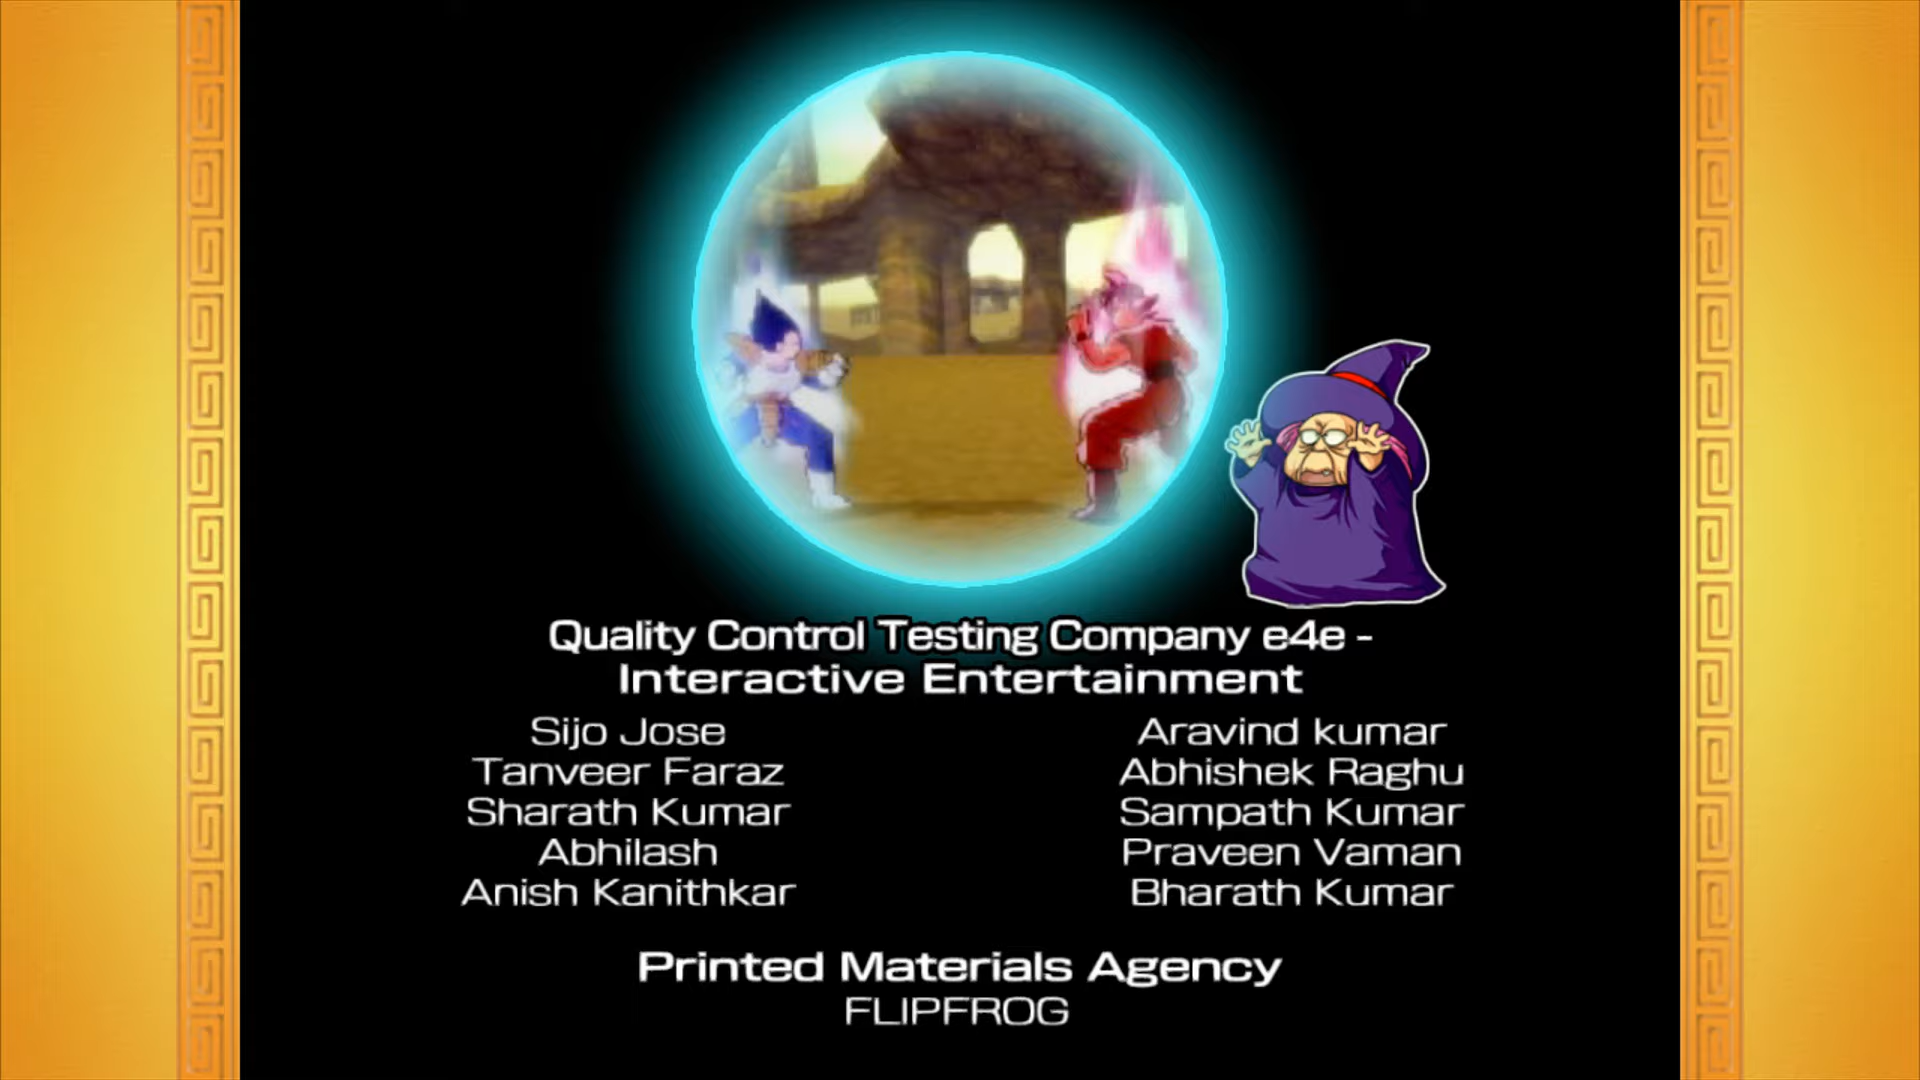 Quality Control Testing Company e4e -
Interactive Entertainment
Sijo Jose
Aravind kumar
Tanveer Faraz
Abhishek Raghu
Sharath Kumar
Sampath Kumar
Abhilash
Praveen Vaman
Anish Kanithkar
Bharath Kumar
Printed Materials Agency
FLIPFROG